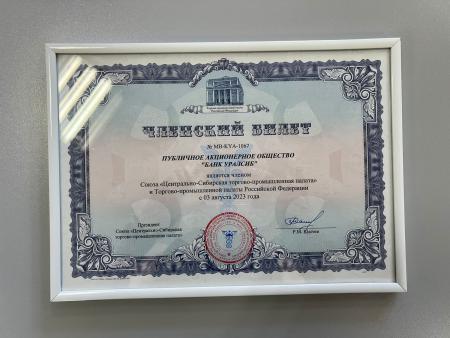 ЧЛЕНСКИЙ БИЛЕТ
№ МВ-КУА-1067
ПУБЛИЧНОЕ АКЦИОНЕРНОЕ ОБЩЕСТВО
"БАНК УРАЛСИБ"
является членом
Союза «Центрально-Сибирская торгово-промышленная палата»
и Торгово-промышленной палаты Российской Федерации
с 03 августа 2023 года
Президент
Союза «Центрально-Сибирская
торгово-промышленная палата»